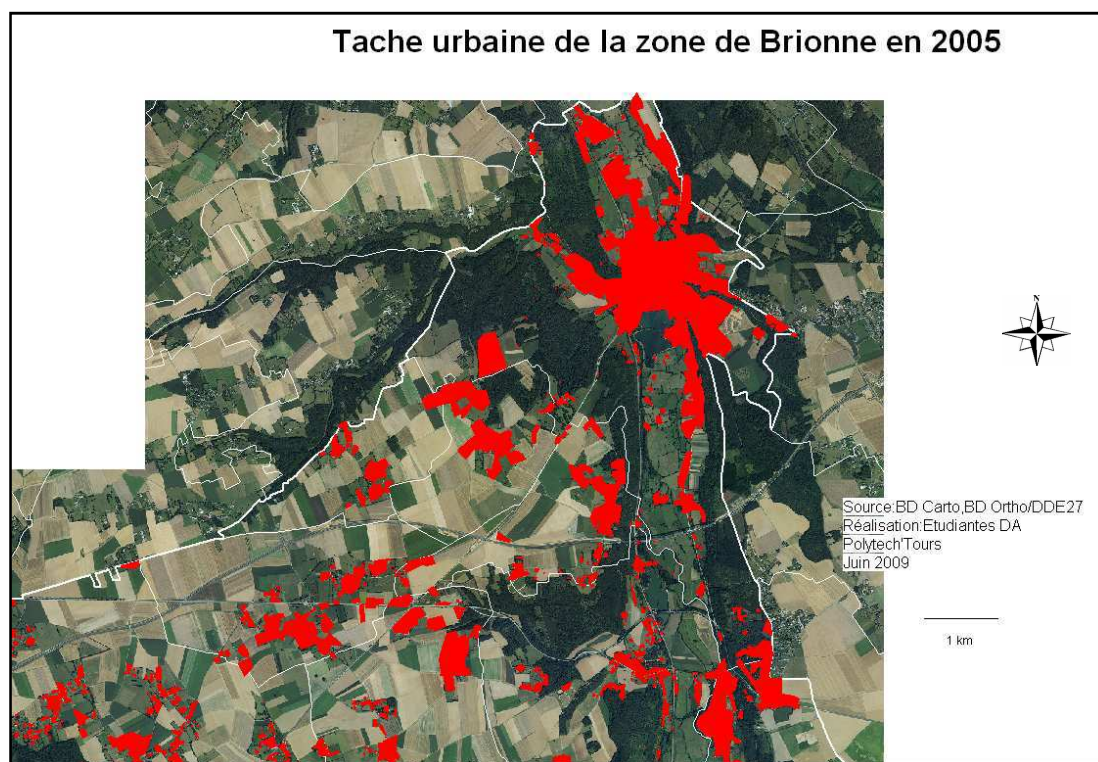 Tache urbaine de la zone de Brionne en 2005
N
Source:BD Carto,BD Ortho/DDE27
Réalisation:Etudiantes DA
Polytech'Tours
Juin 2009
1 km